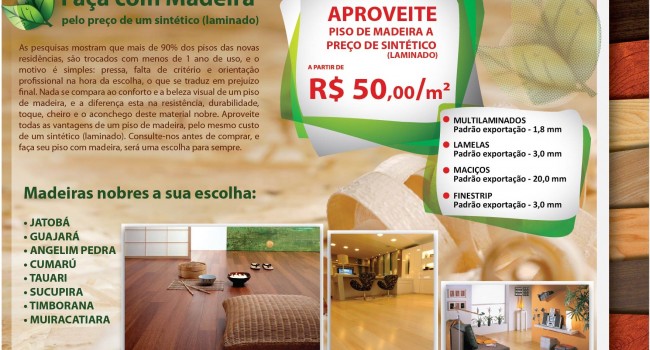 Faça com Madeira
pelo preço de um sintético (laminado)
As pesquisas mostram que mais de 90% dos pisos das novas
residências, são trocados com menos de 1 ano de uso, e o
motivo é simples: pressa, falta de critério e orientação
profissional na hora da escolha, o que se traduz em prejuizo
final. Nada se compara ao conforto e a beleza visual de um piso
de madeira, e a diferença esta na resistência, durabilidade,
toque, cheiro e o aconchego deste material nobre. Aproveite
todas as vantagens de um piso de madeira, pelo mesmo custo
de um sintético (laminado). Consulte-nos antes de comprar, e
faça seu piso com madeira, será uma escolha para sempre.
Madeiras nobres a sua escolha:
• JATOBÁ
• GUAJARÁ
• ANGELIM PEDRA
• CUMARÚ
• TAUARI
• SUCUPIRA
• TIMBORANA
• MUIRACATIARA
APROVEITE
PISO DE MADEIRA A
PREÇO DE SINTÉTICO
(LAMINADO)
A PARTIR DE
R$ 50,00/m²
MULTILAMINADOS
Padrão exportação - 1,8 mm
LAMELAS
Padrão exportação - 3,0 mm
MACIÇOS
Padrão exportação - 20,0 mm
FINESTRIP
Padrão exportação - 3,0 mm